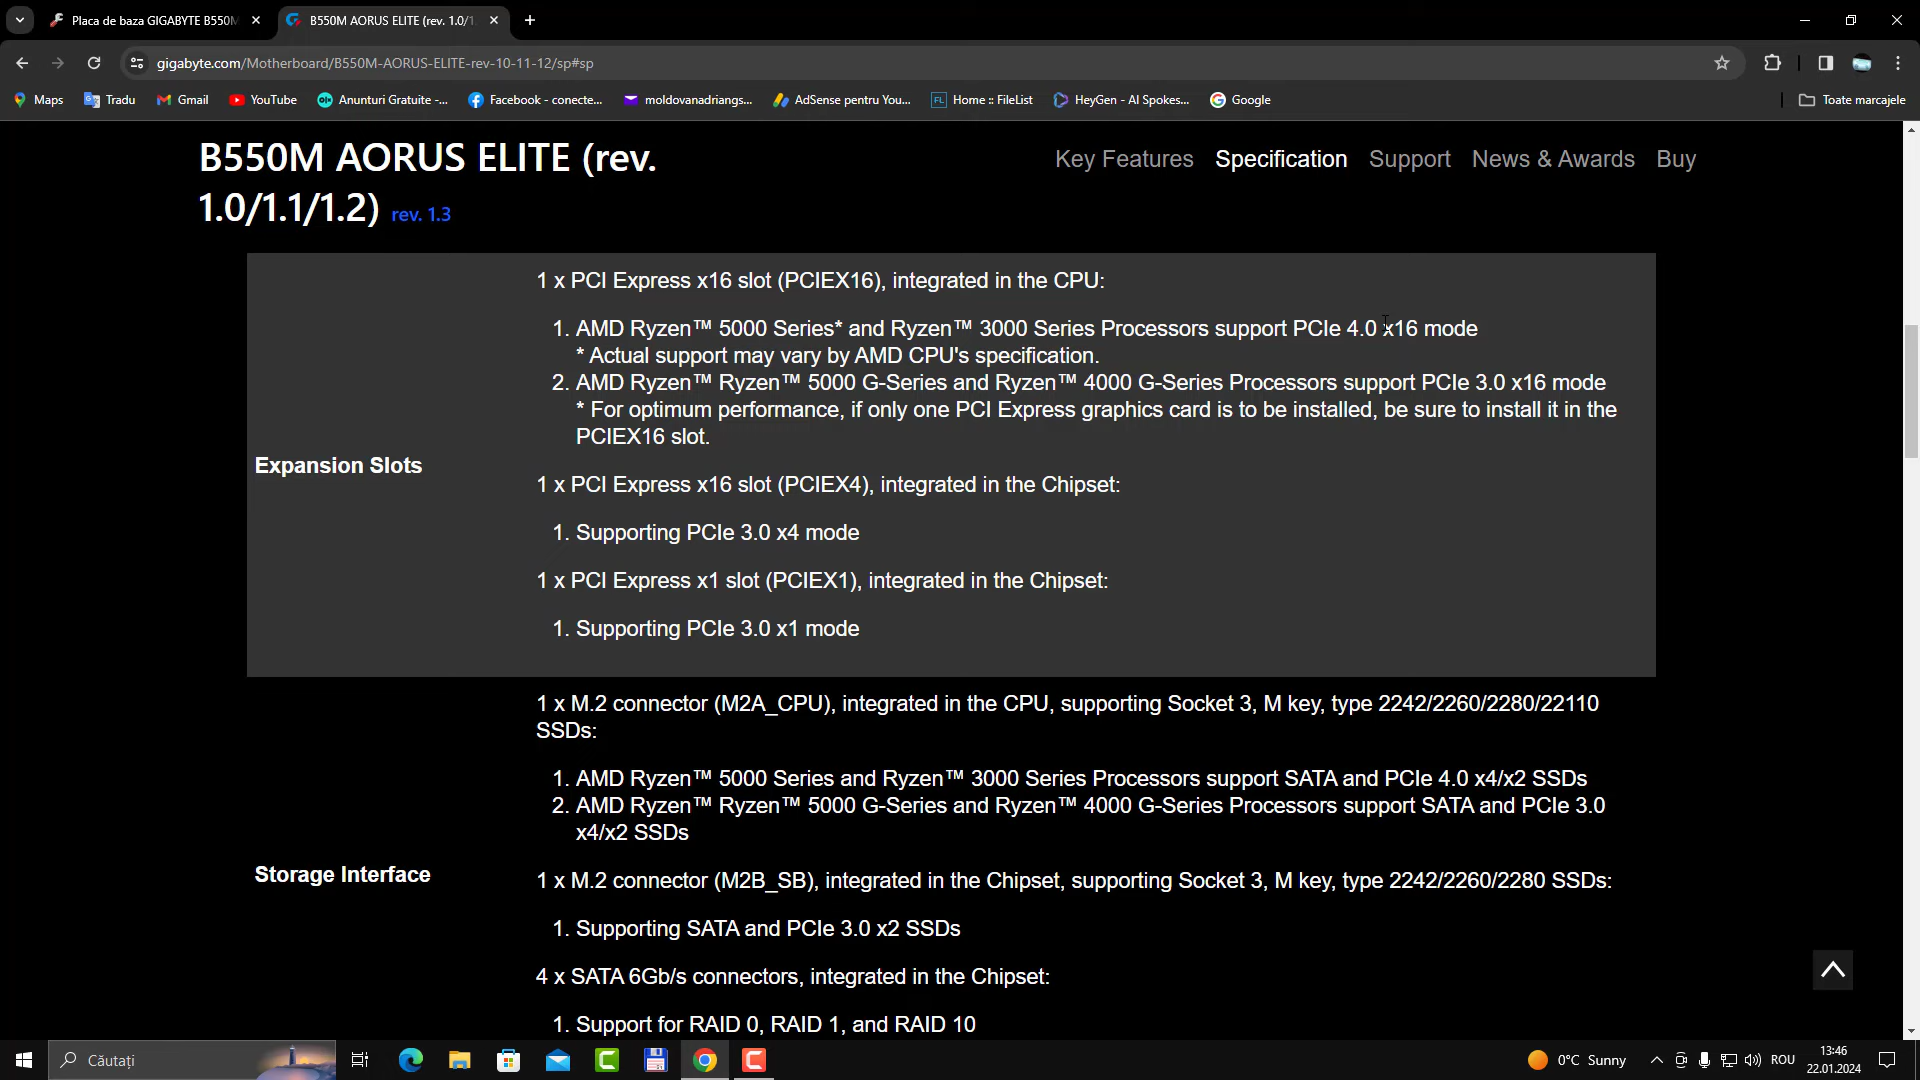 Placa de baza GIGABYTE B550M
B550M AORUS ELITE (rev. 1.0/1
gigabyte.com/Motherboard/B550M-AORUS-ELITE-rev-10-11-12/sp#sp
Maps
Tradu
Gmail
YouTube
Anunturi Gratuite -...
Facebook - conecte...
moldovanadriangs...
AdSense pentru You...
FL
Home :: FileList
HeyGen - AI Spokes...
Google
Toate marcajele
B550M AORUS ELITE (rev.
1.0/1.1/1.2) rev. 1.3
Key Features
Specification
Support
News & Awards
Buy
Expansion Slots
1 x PCI Express x16 slot (PCIEX16), integrated in the CPU:
1. AMD Ryzen™ 5000 Series* and Ryzen™ 3000 Series Processors support PCIe 4.0 x16 mode
* Actual support may vary by AMD CPU's specification.
2. AMD Ryzen™ Ryzen™ 5000 G-Series and Ryzen™ 4000 G-Series Processors support PCIe 3.0 x16 mode
* For optimum performance, if only one PCI Express graphics card is to be installed, be sure to install it in the
PCIEX16 slot.
1 x PCI Express x16 slot (PCIEX4), integrated in the Chipset:
1. Supporting PCIe 3.0 x4 mode
1 x PCI Express x1 slot (PCIEX1), integrated in the Chipset:
1. Supporting PCIe 3.0 x1 mode
Storage Interface
1 x M.2 connector (M2A_CPU), integrated in the CPU, supporting Socket 3, M key, type 2242/2260/2280/22110
SSDs:
1. AMD Ryzen™ 5000 Series and Ryzen™ 3000 Series Processors support SATA and PCIe 4.0 x4/x2 SSDs
2. AMD Ryzen™ Ryzen™ 5000 G-Series and Ryzen™ 4000 G-Series Processors support SATA and PCIe 3.0
x4/x2 SSDs
1 x M.2 connector (M2B_SB), integrated in the Chipset, supporting Socket 3, M key, type 2242/2260/2280 SSDs:
1. Supporting SATA and PCIe 3.0 x2 SSDs
4 x SATA 6Gb/s connectors, integrated in the Chipset:
1. Support for RAID 0, RAID 1, and RAID 10
Căutați
0°C Sunny
ROU
13:46
22.01.2024